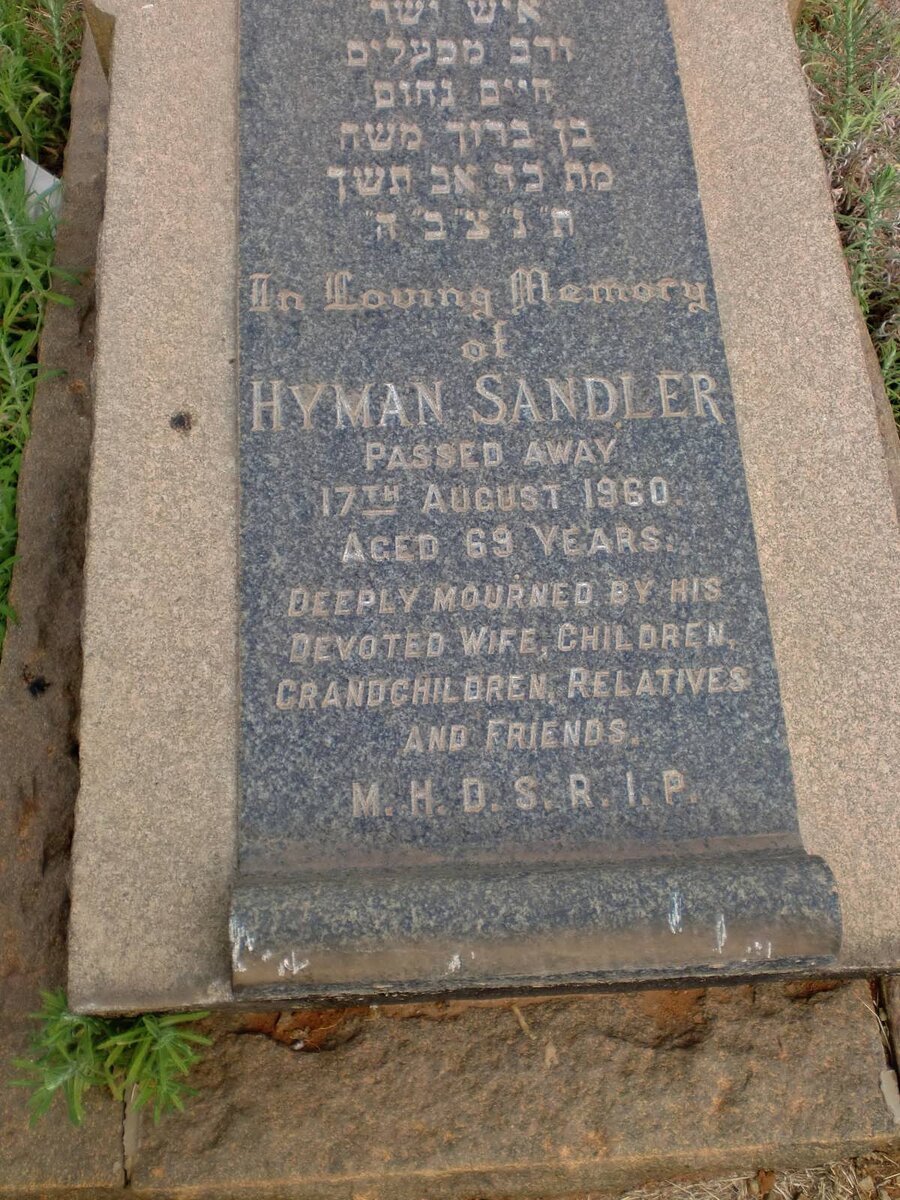 איש ישר
ורב מפעלים
חיים נחום
בן ברוך משה
מת כד אב תשך
ת"נ"צ"ב"ה"
In Loving Memory
of
HYMAN SANDLER
PASSED AWAY
17TH AUGUST 1960.
AGED 69 YEARS.
DEEPLY MOURNED BY HIS
DEVOTED WIFE, CHILDREN,
GRANDCHILDREN, RELATIVES
AND FRIENDS.
M.H.D.S.R.I.P.